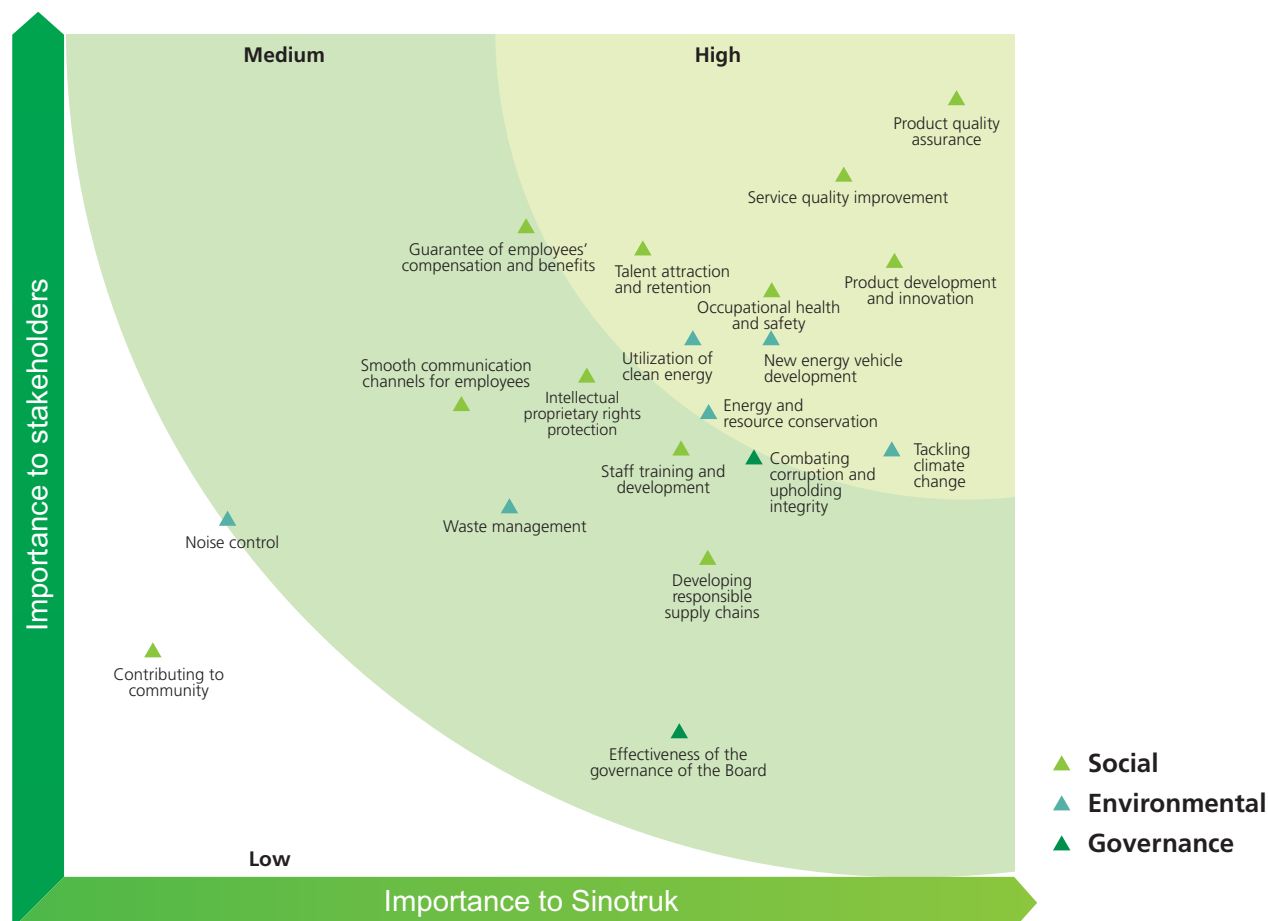 Medium
High
Product quality
assurance
Service quality improvement
Guarantee of employees‘
compensation and benefits
Talent attraction
and retention
Product development
and innovation
Occupational health
and safety
Utilization of
clean energy
New energy vehicle
development
Smooth communication
channels for employees
Intellectual
proprietary rights
protection
Energy and
resource conservation
Staff training and
development
Combating
corruption and
upholding
integrity
Tackling
climate
change
Waste management
Noise control
Developing
responsible
supply chains
Contributing to
community
Effectiveness of the
governance of the Board
Low
Importance to stakeholders
Importance to Sinotruk
Social
Environmental
Governance